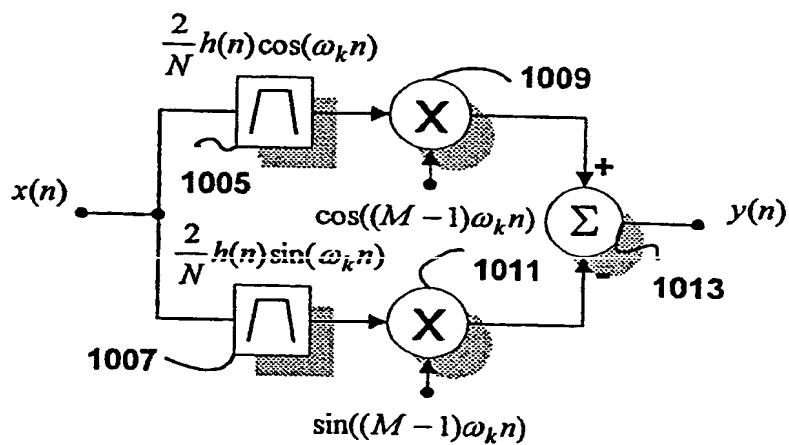 2/N h(n)cos(ω_k n)
1009
X
1005
+
x(n)
cos((M − 1)ω_k n)
Σ
y(n)
2/N h(n)sin(ω_k n)
1011
-
1013
X
1007
sin((M − 1)ω_k n)